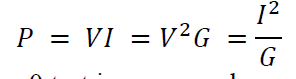 P = VI = V²G = I²/G